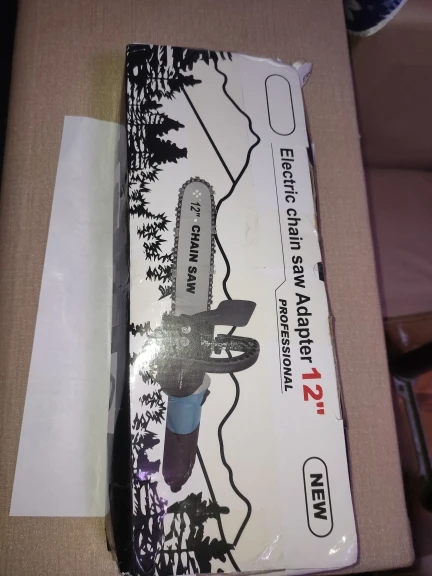 Electric chain saw Adapter 12"
PROFESSIONAL
NEW
12" CHAIN SAW